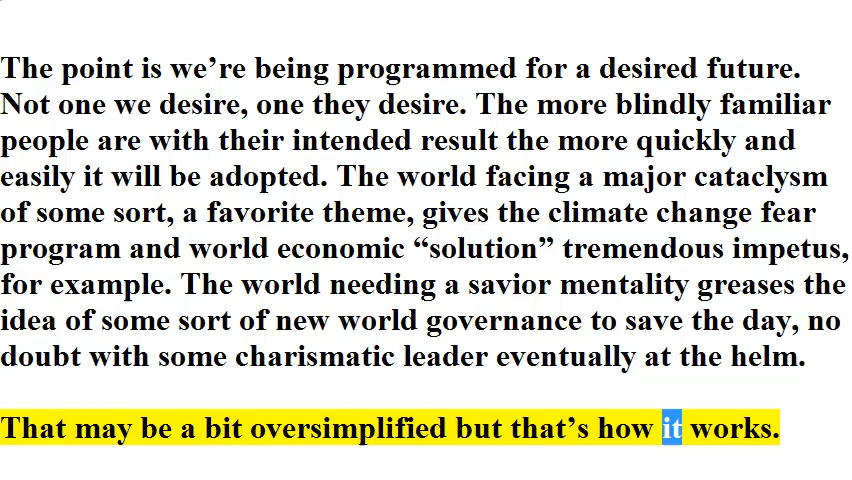 The point is we’re being programmed for a desired future.
Not one we desire, one they desire. The more blindly familiar
people are with their intended result the more quickly and
easily it will be adopted. The world facing a major cataclysm
of some sort, a favorite theme, gives the climate change fear
program and world economic “solution” tremendous impetus,
for example. The world needing a savior mentality greases the
idea of some sort of new world governance to save the day, no
doubt with some charismatic leader eventually at the helm.
That may be a bit oversimplified but that’s how it works.